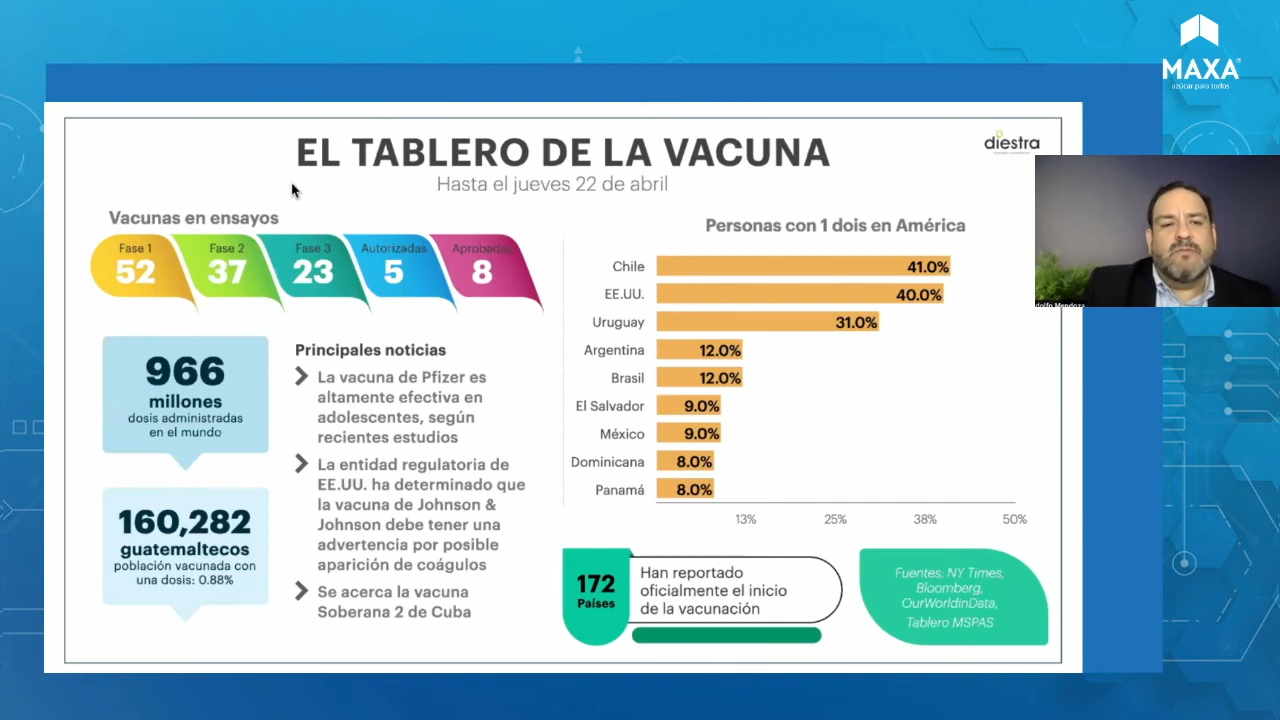 MAXA
azúcar para todos
EL TABLERO DE LA VACUNA
Hasta el jueves 22 de abril
diestra
Vacunas en ensayos
Fase 1
52
Fase 2
37
Fase 3
23
Autorizadas
5
Aprobadas
8
966
millones
dosis administradas
en el mundo
160,282
guatemaltecos
población vacunada con
una dosis: 0.88%
Principales noticias
La vacuna de Pfizer es
altamente efectiva en
adolescentes, según
recientes estudios
La entidad regulatoria de
EE.UU. ha determinado que
la vacuna de Johnson &
Johnson debe tener una
advertencia por posible
aparición de coágulos
Se acerca la vacuna
Soberana 2 de Cuba
Personas con 1 dois en América
Chile 41.0%
EE.UU. 40.0%
Uruguay 31.0%
Argentina 12.0%
Brasil 12.0%
El Salvador 9.0%
México 9.0%
Dominicana 8.0%
Panamá 8.0%
13% 25% 38% 50%
172
Países
Han reportado
oficialmente el inicio
de la vacunación
Fuentes: NY Times,
Bloomberg,
OurWorldinData,
Tablero MSPAS
Mendoza